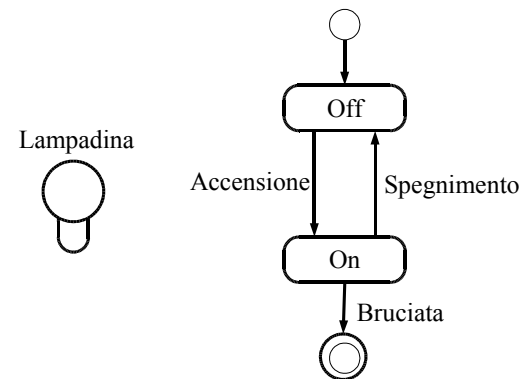 Off
Lampadina
Accensione
Spegnimento
On
Bruciata